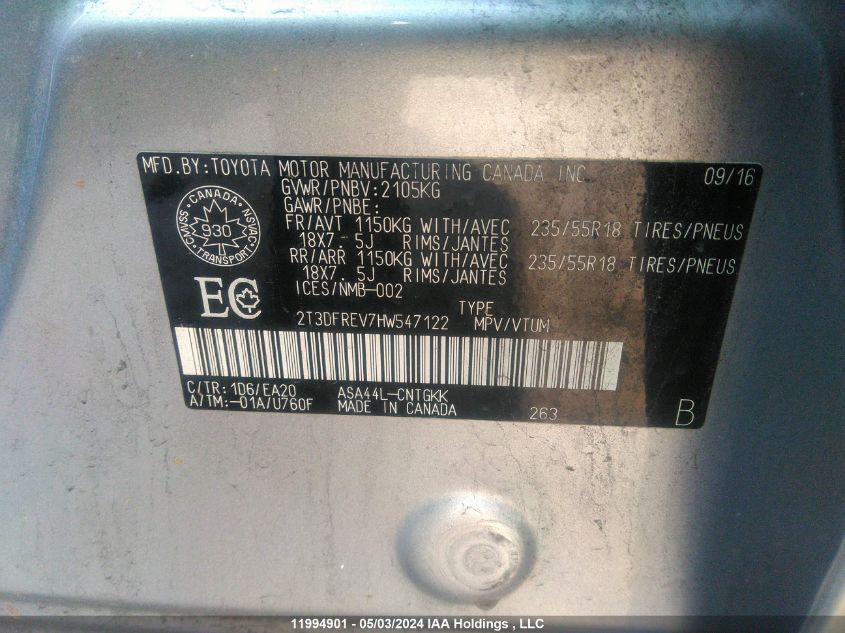 MFD.BY:TOYOTA MOTOR MANUFACTURING CANADA INC. 09/16
GVWR/PNBV:2105KG
GAWR/PNBE:
FR/AVT 1150KG WITH/AVEC 235/55R18 TIRES/PNEUS
18X7.5J RIMS/JANTES
RR/ARR 1150KG WITH/AVEC 235/55R18 TIRES/PNEUS
18X7.5J RIMS/JANTES
ICES/NMB-002
CANADA
CMVSS 930 NSVAC
TRANSPORT
EC
TYPE
2T3DFREV7HW547122 MPV/VTUM
C/TR:1D6/EA20 ASA44L-CNTGKK
A/TM:-01A/U760F MADE IN CANADA 263 B
11994901 - 05/03/2024 IAA Holdings , LLC